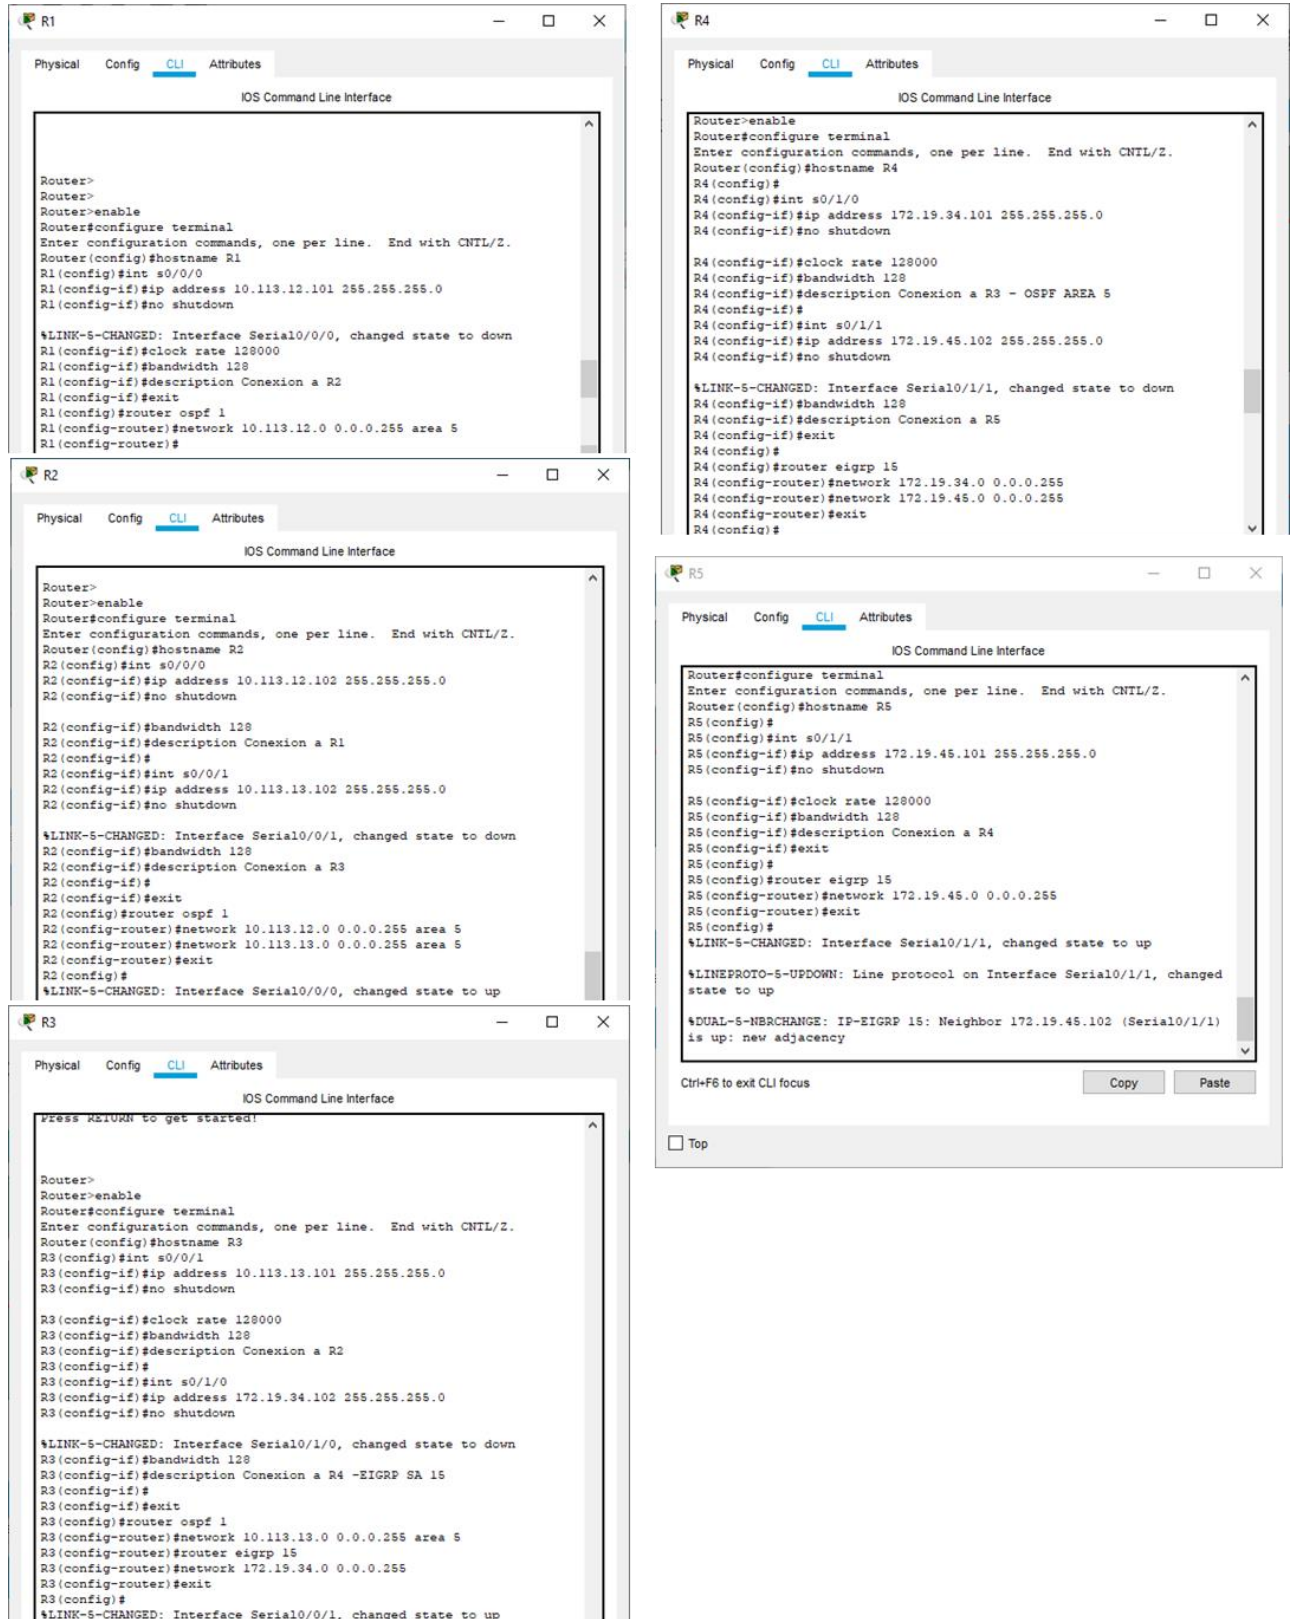 R1
Physical Config CLI Attributes
IOS Command Line Interface
Router>
Router>
Router>enable
Router#configure terminal
Enter configuration commands, one per line. End with CNTL/Z.
Router(config)#hostname R1
R1(config)#int s0/0/0
R1(config-if)#ip address 10.113.12.101 255.255.255.0
R1(config-if)#no shutdown
%LINK-5-CHANGED: Interface Serial0/0/0, changed state to down
R1(config-if)#clock rate 128000
R1(config-if)#bandwidth 128
R1(config-if)#description Conexion a R2
R1(config-if)#exit
R1(config)#router ospf 1
R1(config-router)#network 10.113.12.0 0.0.0.255 area 5
R1(config-router)#
R2
Physical Config CLI Attributes
IOS Command Line Interface
Router>
Router>enable
Router#configure terminal
Enter configuration commands, one per line. End with CNTL/Z.
Router(config)#hostname R2
R2(config)#int s0/0/0
R2(config-if)#ip address 10.113.12.102 255.255.255.0
R2(config-if)#no shutdown
R2(config-if)#bandwidth 128
R2(config-if)#description Conexion a R1
R2(config-if)#
R2(config-if)#int s0/0/1
R2(config-if)#ip address 10.113.13.102 255.255.255.0
R2(config-if)#no shutdown
%LINK-5-CHANGED: Interface Serial0/0/1, changed state to down
R2(config-if)#bandwidth 128
R2(config-if)#description Conexion a R3
R2(config-if)#
R2(config-if)#exit
R2(config)#router ospf 1
R2(config-router)#network 10.113.12.0 0.0.0.255 area 5
R2(config-router)#network 10.113.13.0 0.0.0.255 area 5
R2(config-router)#exit
R2(config)#
%LINK-5-CHANGED: Interface Serial0/0/0, changed state to up
R3
Physical Config CLI Attributes
IOS Command Line Interface
Press RETURN to get started!
Router>
Router>enable
Router#configure terminal
Enter configuration commands, one per line. End with CNTL/Z.
Router(config)#hostname R3
R3(config)#int s0/0/1
R3(config-if)#ip address 10.113.13.101 255.255.255.0
R3(config-if)#no shutdown
R3(config-if)#clock rate 128000
R3(config-if)#bandwidth 128
R3(config-if)#description Conexion a R2
R3(config-if)#
R3(config-if)#int s0/1/0
R3(config-if)#ip address 172.19.34.102 255.255.255.0
R3(config-if)#no shutdown
%LINK-5-CHANGED: Interface Serial0/1/0, changed state to down
R3(config-if)#bandwidth 128
R3(config-if)#description Conexion a R4 -EIGRP SA 15
R3(config-if)#
R3(config-if)#exit
R3(config)#router ospf 1
R3(config-router)#network 10.113.13.0 0.0.0.255 area 5
R3(config-router)#router eigrp 15
R3(config-router)#network 172.19.34.0 0.0.0.255
R3(config-router)#exit
R3(config)#
%LINK-5-CHANGED: Interface Serial0/0/1, changed state to up
R4
Physical Config CLI Attributes
IOS Command Line Interface
Router>enable
Router#configure terminal
Enter configuration commands, one per line. End with CNTL/Z.
Router(config)#hostname R4
R4(config)#
R4(config)#int s0/1/0
R4(config-if)#ip address 172.19.34.101 255.255.255.0
R4(config-if)#no shutdown
R4(config-if)#clock rate 128000
R4(config-if)#bandwidth 128
R4(config-if)#description Conexion a R3 - OSPF AREA 5
R4(config-if)#
R4(config-if)#int s0/1/1
R4(config-if)#ip address 172.19.45.102 255.255.255.0
R4(config-if)#no shutdown
%LINK-5-CHANGED: Interface Serial0/1/1, changed state to down
R4(config-if)#bandwidth 128
R4(config-if)#description Conexion a R5
R4(config-if)#exit
R4(config)#
R4(config)#router eigrp 15
R4(config-router)#network 172.19.34.0 0.0.0.255
R4(config-router)#network 172.19.45.0 0.0.0.255
R4(config-router)#exit
R4(config)#
R5
Physical Config CLI Attributes
IOS Command Line Interface
Router#configure terminal
Enter configuration commands, one per line. End with CNTL/Z.
Router(config)#hostname R5
R5(config)#
R5(config)#int s0/1/1
R5(config-if)#ip address 172.19.45.101 255.255.255.0
R5(config-if)#no shutdown
R5(config-if)#clock rate 128000
R5(config-if)#bandwidth 128
R5(config-if)#description Conexion a R4
R5(config-if)#exit
R5(config)#
R5(config)#router eigrp 15
R5(config-router)#network 172.19.45.0 0.0.0.255
R5(config-router)#exit
R5(config)#
%LINK-5-CHANGED: Interface Serial0/1/1, changed state to up
%LINEPROTO-5-UPDOWN: Line protocol on Interface Serial0/1/1, changed
state to up
%DUAL-5-NBRCHANGE: IP-EIGRP 15: Neighbor 172.19.45.102 (Serial0/1/1)
is up: new adjacency
Ctrl+F6 to exit CLI focus
Copy Paste
Top